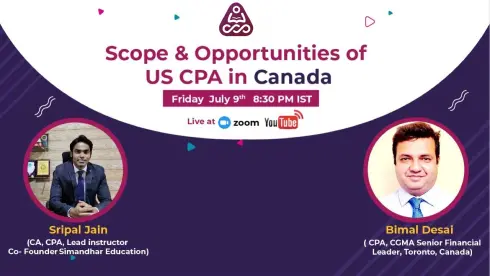 Scope & Opportunities of
US CPA in Canada
Friday July 9th 8:30 PM IST
Live at zoom YouTube
Sripal Jain
(CA, CPA, Lead instructor
Co- Founder Simandhar Education)
Bimal Desai
( CPA, CGMA Senior Financial
Leader, Toronto, Canada)